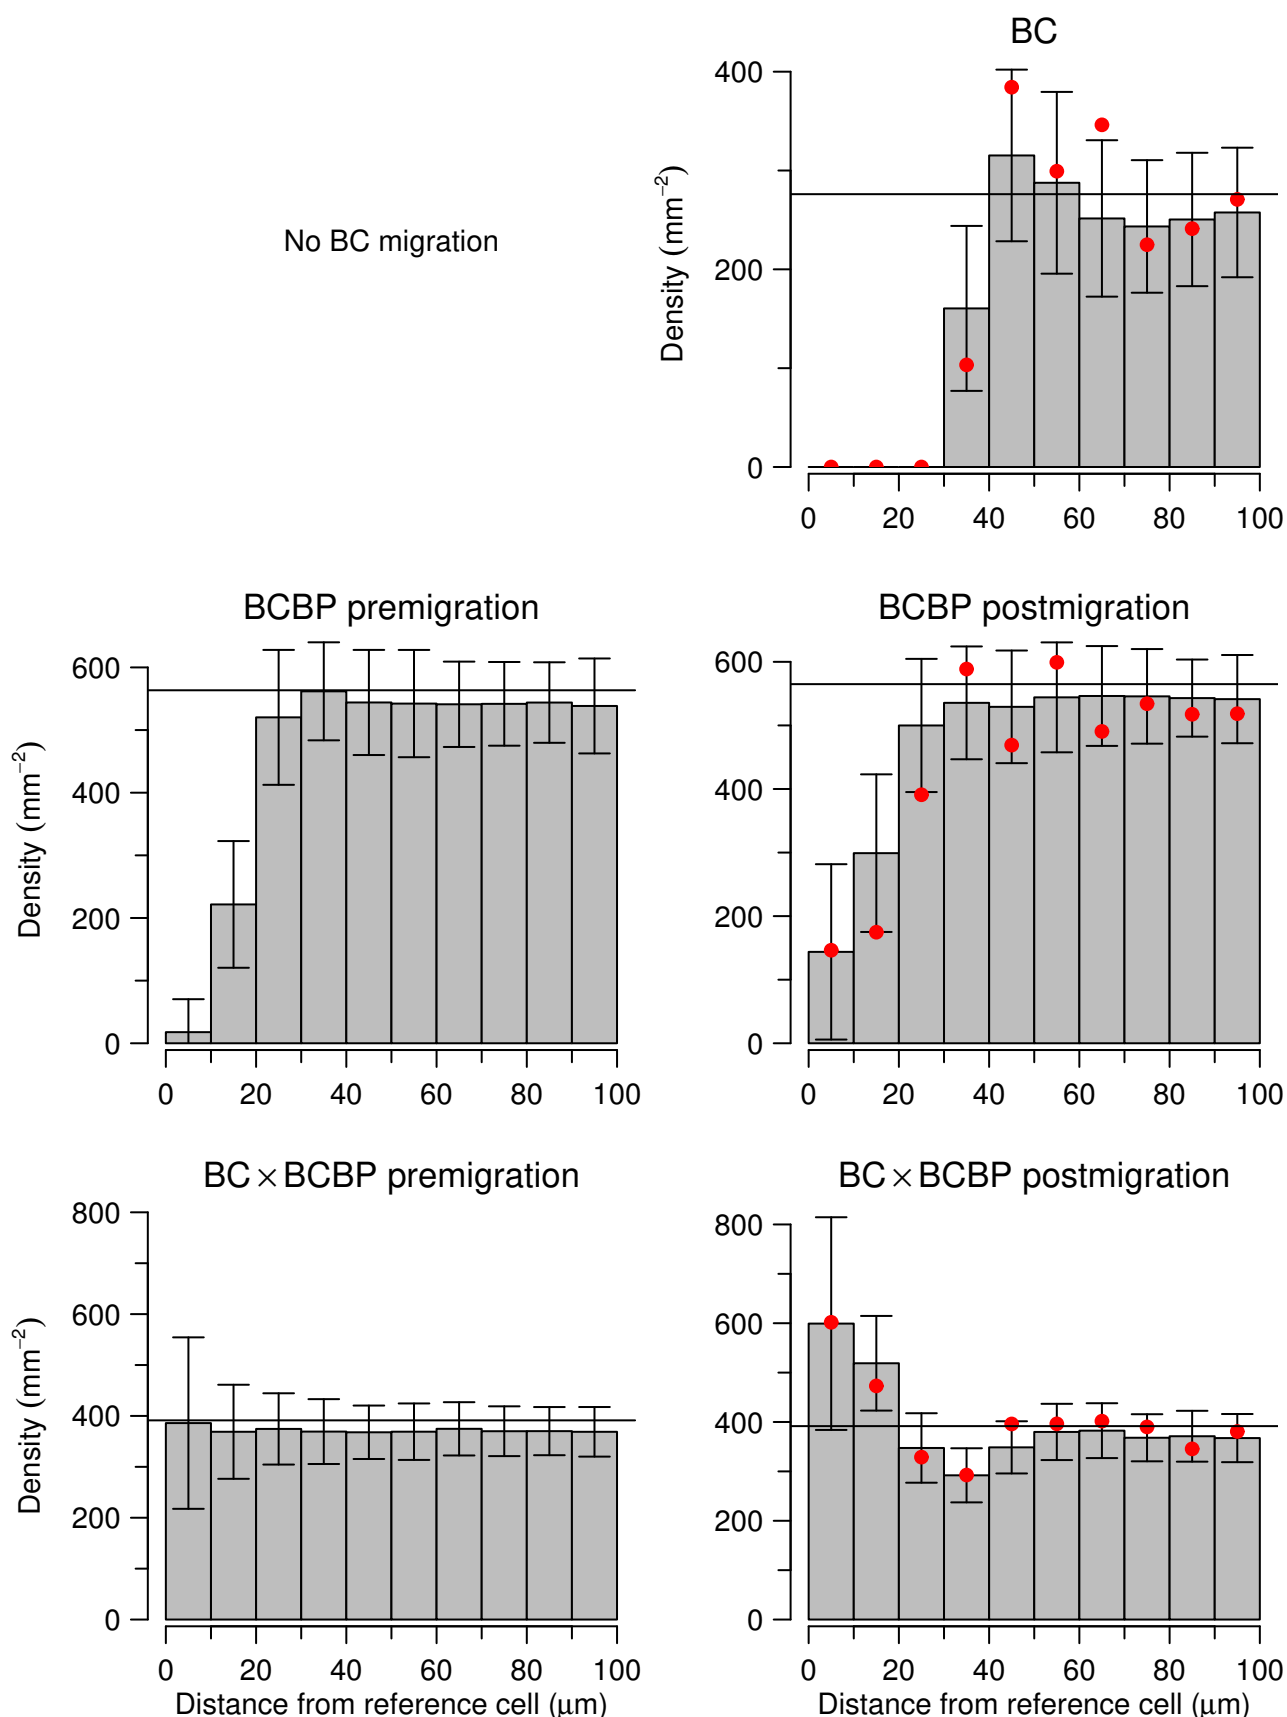 BC
400
200
0
Density (mm−2)
0 20 40 60 80 100
No BC migration
BCBP premigration
600
400
200
0
Density (mm−2)
0 20 40 60 80 100
BCBP postmigration
600
400
200
0
0 20 40 60 80 100
BC×BCBP premigration
800
600
400
200
0
Density (mm−2)
0 20 40 60 80 100
Distance from reference cell (μm)
BC×BCBP postmigration
800
600
400
200
0
0 20 40 60 80 100
Distance from reference cell (μm)